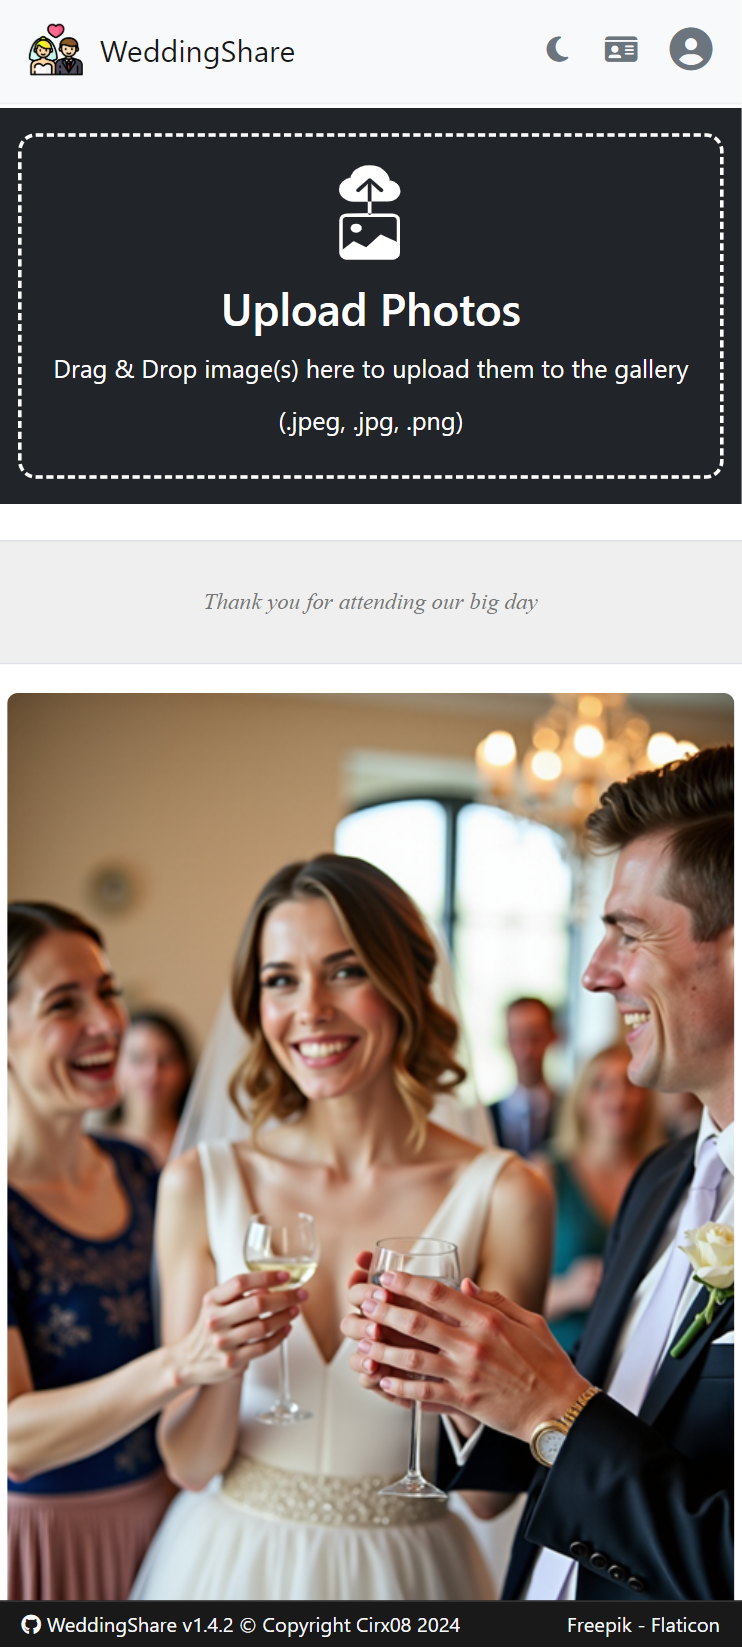 WeddingShare
Upload Photos
Drag & Drop image(s) here to upload them to the gallery
(.jpeg, .jpg, .png)
Thank you for attending our big day
WeddingShare v1.4.2 © Copyright Cirx08 2024
Freepik - Flaticon